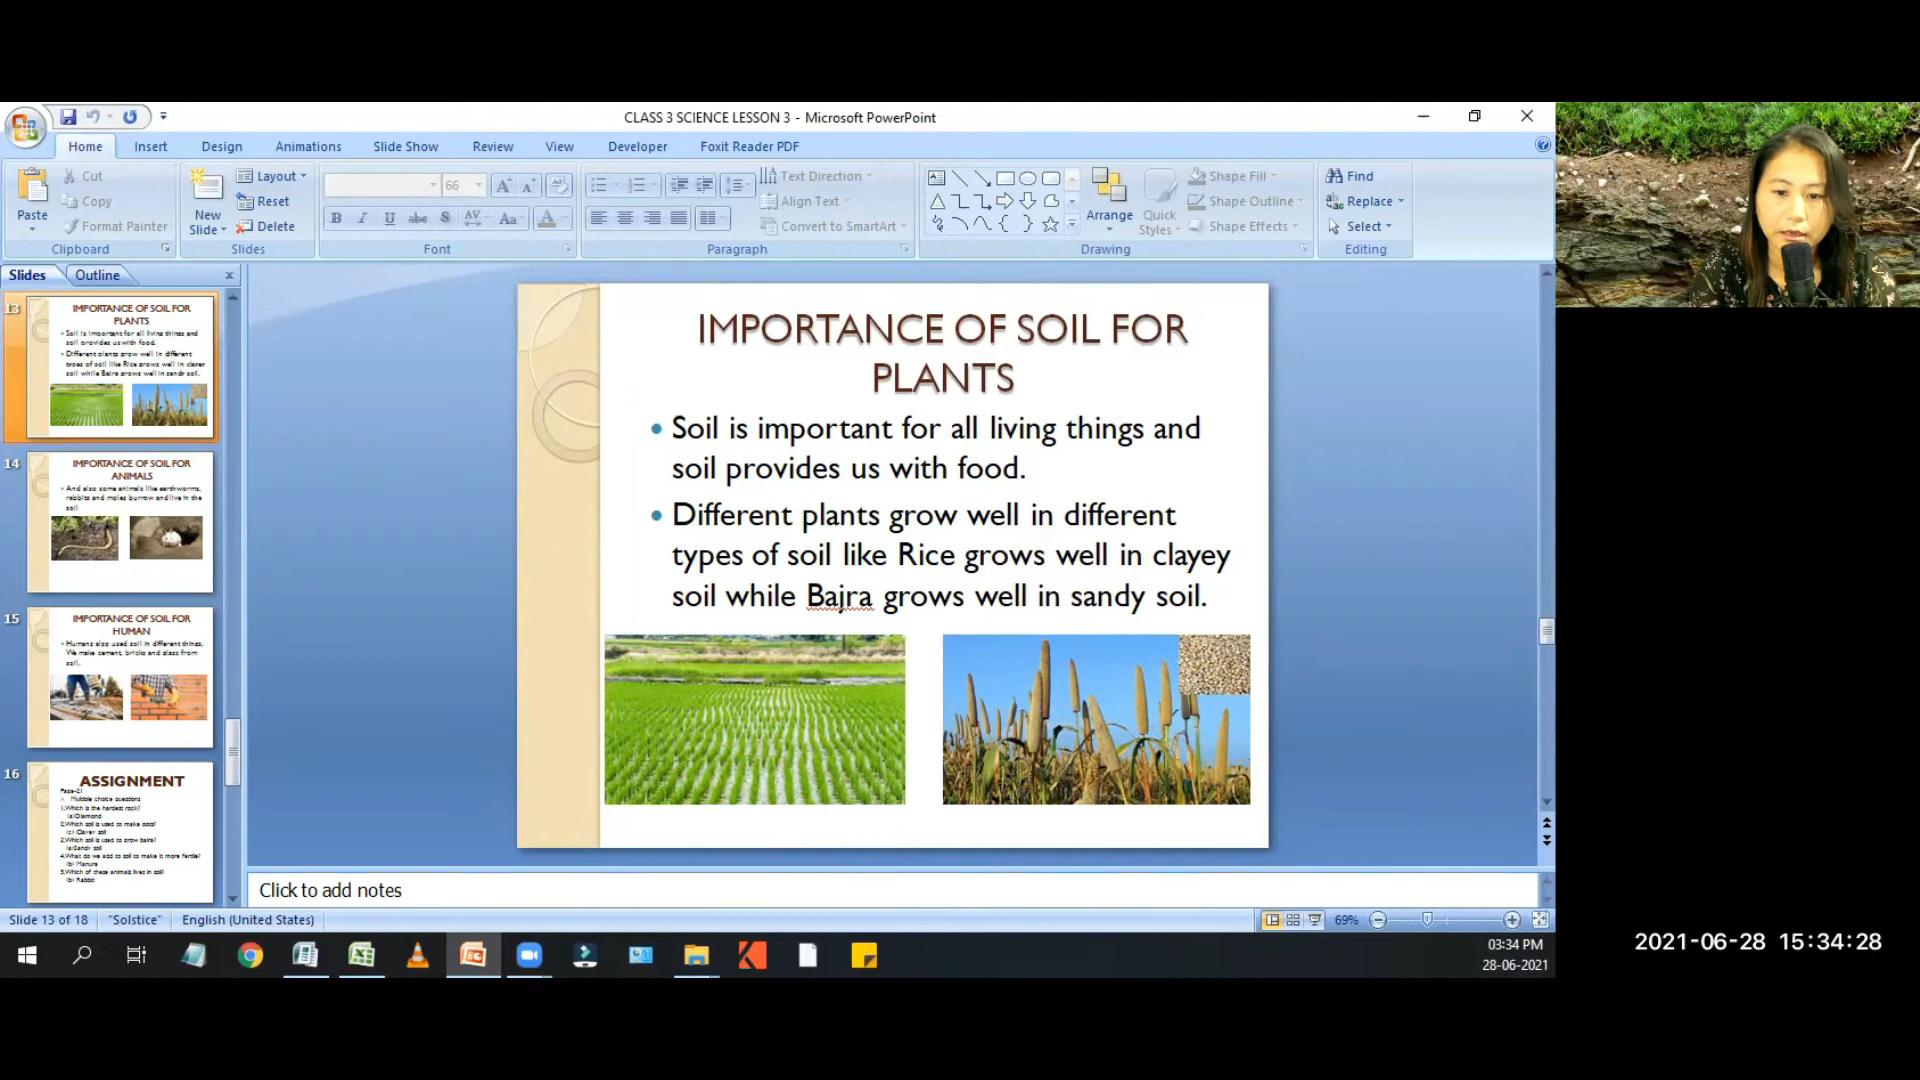 CLASS 3 SCIENCE LESSON 3 - Microsoft PowerPoint
Home Insert Design Animations Slide Show Review View Developer Foxit Reader PDF
Paste
Cut
Copy
Format Painter
Clipboard
New
Slide
Layout
Reset
Delete
Slides
66
Font
Text Direction
Align Text
Convert to SmartArt
Paragraph
Arrange
Quick
Styles
Shape Fill
Shape Outline
Shape Effects
Drawing
Find
Replace
Select
Editing
Slides Outline
13
IMPORTANCE OF SOIL FOR
PLANTS
Soil is important for all living things and
soil provides us with food.
Different plants grow well in different
types of soil like Rice grows well in clayey
soil while Bajra grows well in sandy soil.
14
IMPORTANCE OF SOIL FOR
ANIMALS
And also some animals like earthworms,
rabbits and moles burrow and live in the
soil
15
IMPORTANCE OF SOIL FOR
HUMAN
Humans also used soil in different things.
We make cement, bricks and glass from
soil.
16
ASSIGNMENT
Page-21
A. Multiple choice questions
1.Which is the hardest rock?
(a)Diamond
2.Which soil is used to make pots?
(c) Clayey soil
3.Which soil is used to grow bajra?
(a)Sandy soil
4.What do we add to soil to make it more fertile?
(b) Manure
5.Which of these animals lives in soil?
(b) Rabbit
IMPORTANCE OF SOIL FOR
PLANTS
• Soil is important for all living things and
soil provides us with food.
• Different plants grow well in different
types of soil like Rice grows well in clayey
soil while Bajra grows well in sandy soil.
Click to add notes
Slide 13 of 18 "Solstice" English (United States) 69%
03:34 PM
28-06-2021
2021-06-28 15:34:28